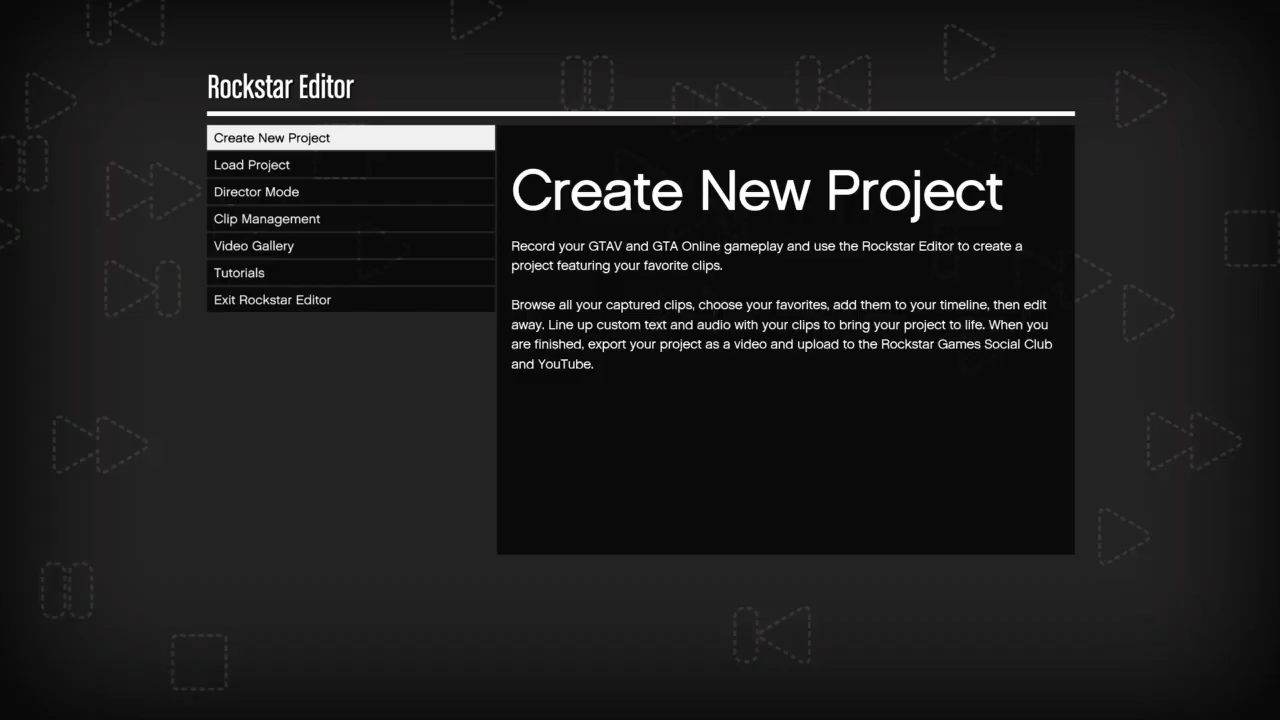 Rockstar Editor
Create New Project
Load Project
Director Mode
Clip Management
Video Gallery
Tutorials
Exit Rockstar Editor
Create New Project
Record your GTAV and GTA Online gameplay and use the Rockstar Editor to create a
project featuring your favorite clips.
Browse all your captured clips, choose your favorites, add them to your timeline, then edit
away. Line up custom text and audio with your clips to bring your project to life. When you
are finished, export your project as a video and upload to the Rockstar Games Social Club
and YouTube.